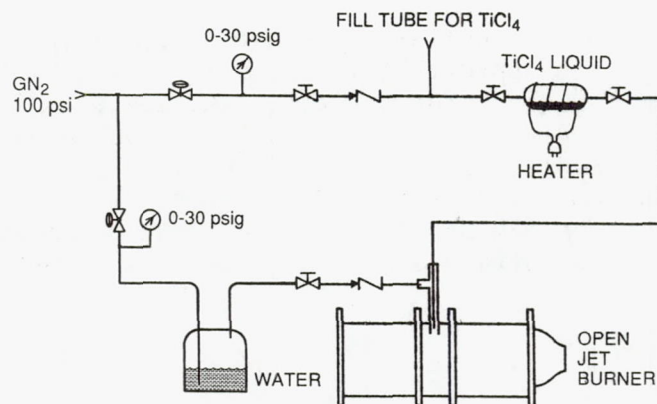 FILL TUBE FOR TiCl4
0-30 psig
TiCl4 LIQUID
GN2
100 psi
HEATER
0-30 psig
WATER
OPEN
JET
BURNER